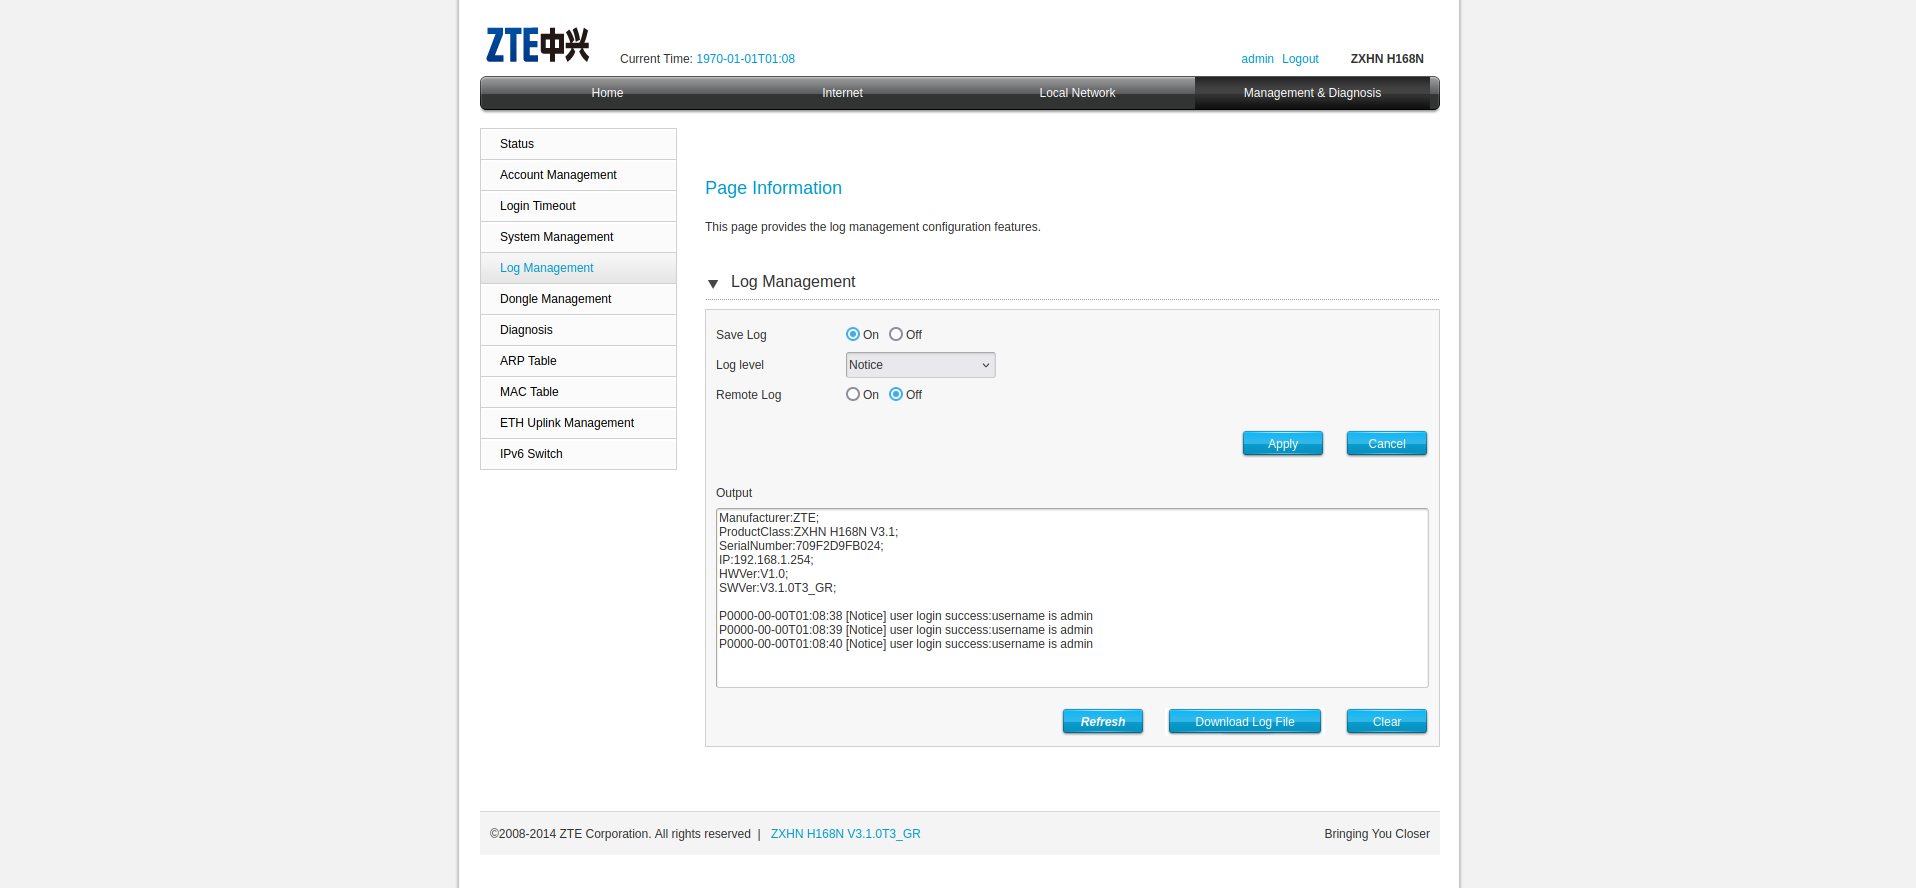 ZTE中兴
Current Time: 1970-01-01T01:08
admin Logout ZXHN H168N
Home Internet Local Network Management & Diagnosis
Status
Account Management
Login Timeout
System Management
Log Management
Dongle Management
Diagnosis
ARP Table
MAC Table
ETH Uplink Management
IPv6 Switch
Page Information
This page provides the log management configuration features.
Log Management
Save Log On Off
Log level Notice
Remote Log On Off
Apply Cancel
Output
Manufacturer:ZTE;
ProductClass:ZXHN H168N V3.1;
SerialNumber:709F2D9FB024;
IP:192.168.1.254;
HWVer:V1.0;
SWVer:V3.1.0T3_GR;
P0000-00-00T01:08:38 [Notice] user login success:username is admin
P0000-00-00T01:08:39 [Notice] user login success:username is admin
P0000-00-00T01:08:40 [Notice] user login success:username is admin
Refresh Download Log File Clear
©2008-2014 ZTE Corporation. All rights reserved | ZXHN H168N V3.1.0T3_GR
Bringing You Closer